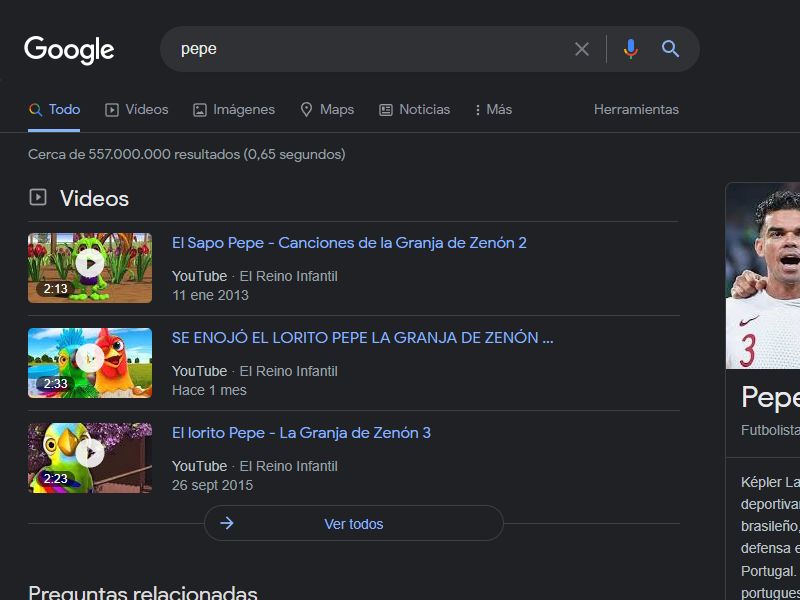 Google
pepe
Todo
Vídeos
Imágenes
Maps
Noticias
Más
Herramientas
Cerca de 557.000.000 resultados (0,65 segundos)
Videos
2:13
El Sapo Pepe - Canciones de la Granja de Zenón 2
YouTube · El Reino Infantil
11 ene 2013
2:33
SE ENOJÓ EL LORITO PEPE LA GRANJA DE ZENÓN ...
YouTube · El Reino Infantil
Hace 1 mes
2:23
El lorito Pepe - La Granja de Zenón 3
YouTube · El Reino Infantil
26 sept 2015
Ver todos
Preguntas relacionadas
3
Pepe
Futbolista
Képler La
deportivar
brasileño,
defensa e
Portugal.
portugues